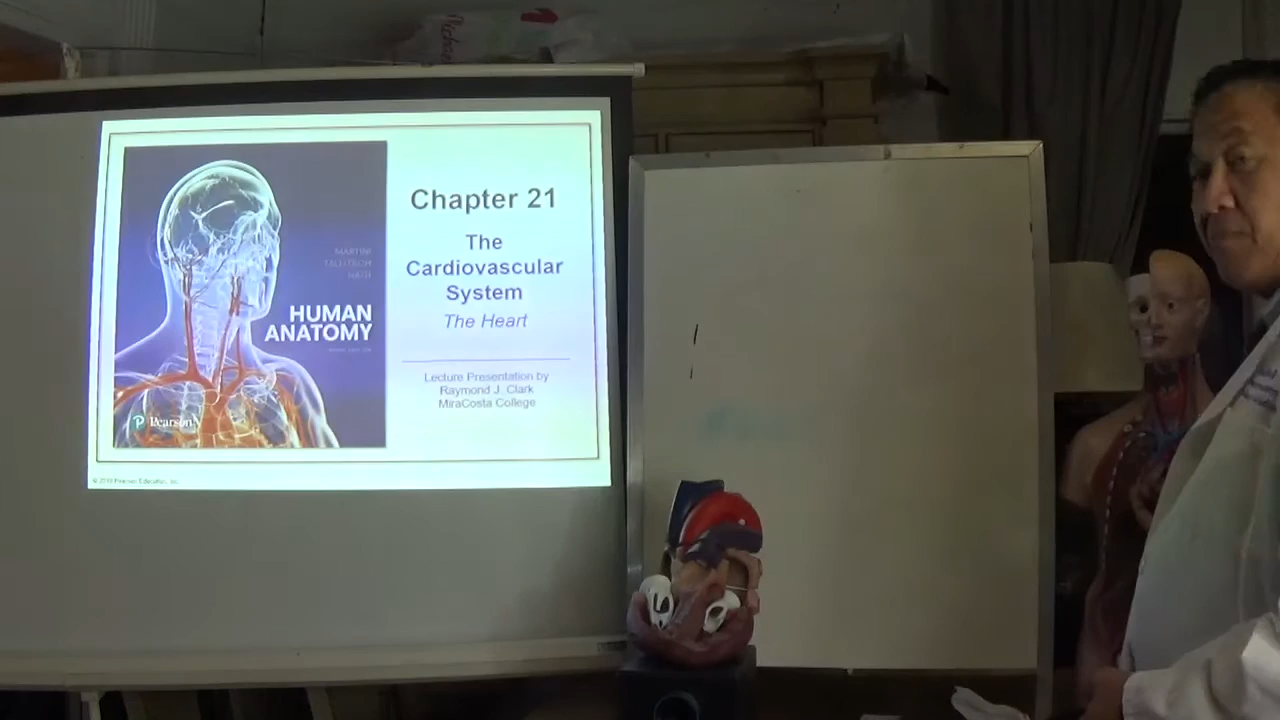 MARTINI
TALLITSCH
NATH
HUMAN
ANATOMY
Pearson
Chapter 21
The
Cardiovascular
System
The Heart
Lecture Presentation by
Raymond J. Clark
MiraCosta College